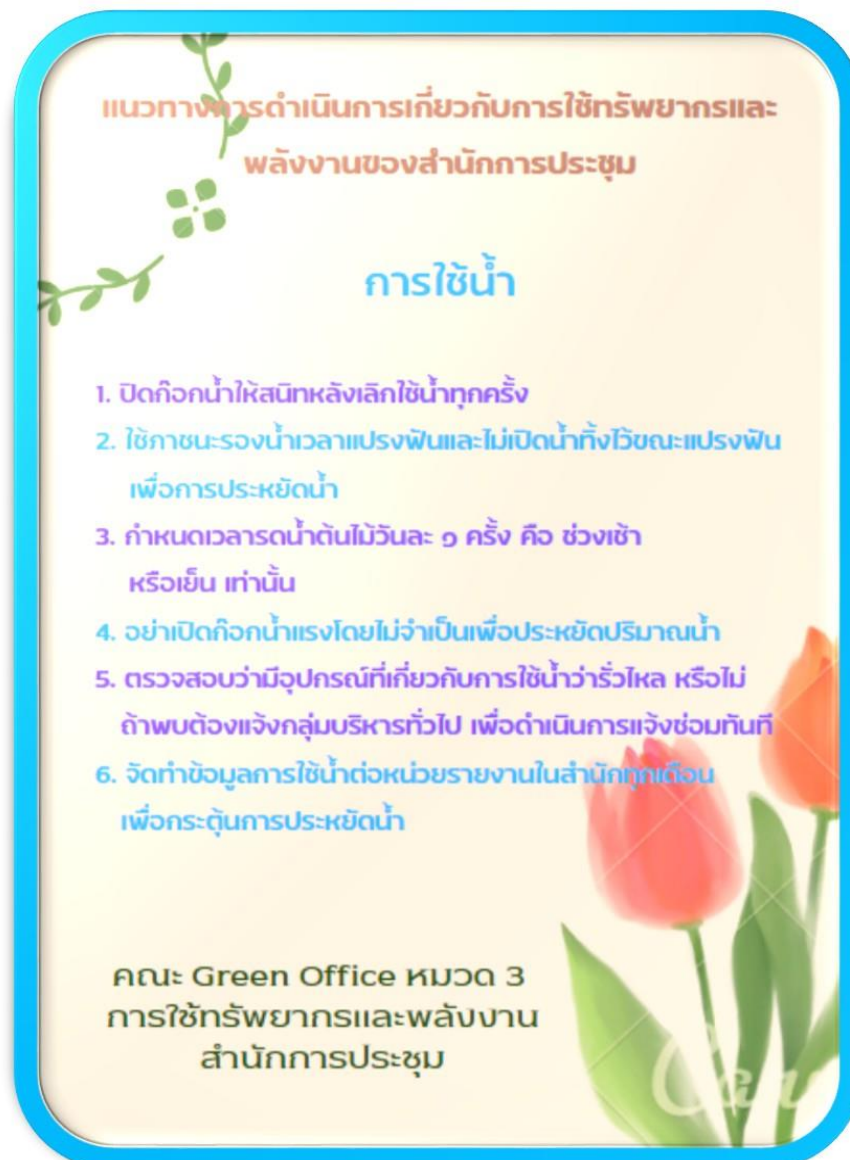 แนวทางการดำเนินการเกี่ยวกับการใช้ทรัพยากรและ
พลังงานของสำนักการประชุม
การใช้น้ำ
1. ปิดก๊อกน้ำให้สนิทหลังเลิกใช้น้ำทุกครั้ง
2. ใช้ภาชนะรองน้ำเวลาแปรงฟันและไม่เปิดน้ำทิ้งไว้ขณะแปรงฟัน
เพื่อการประหยัดน้ำ
3. กำหนดเวลารดน้ำต้นไม้วันละ ๑ ครั้ง คือ ช่วงเช้า
หรือเย็น เท่านั้น
4. อย่าเปิดก๊อกน้ำแรงโดยไม่จำเป็นเพื่อประหยัดปริมาณน้ำ
5. ตรวจสอบว่ามีอุปกรณ์ที่เกี่ยวกับการใช้น้ำว่ารั่วไหล หรือไม่
ถ้าพบต้องแจ้งกลุ่มบริหารทั่วไป เพื่อดำเนินการแจ้งซ่อมทันที
6. จัดทำข้อมูลการใช้น้ำต่อหน่วยรายงานในสำนักทุกเดือน
เพื่อกระตุ้นการประหยัดน้ำ
คณะ Green Office หมวด 3
การใช้ทรัพยากรและพลังงาน
สำนักการประชุม